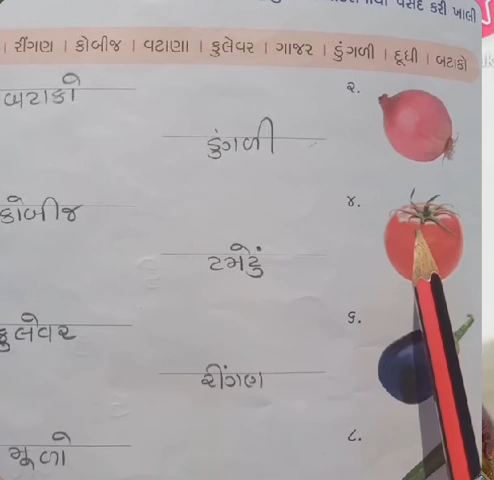 પસંદ કરી ખાલી
| રીંગણ | કોબીજ | વટાણા | ફુલેવર | ગાજર | ડુંગળી | દૂધી | બટાકો
બટાકો
૨.
ડુંગળી
૪.
કોબીજ
ટમેટું
૬.
ફુલેવર
રીંગણ
૮.
મૂળો